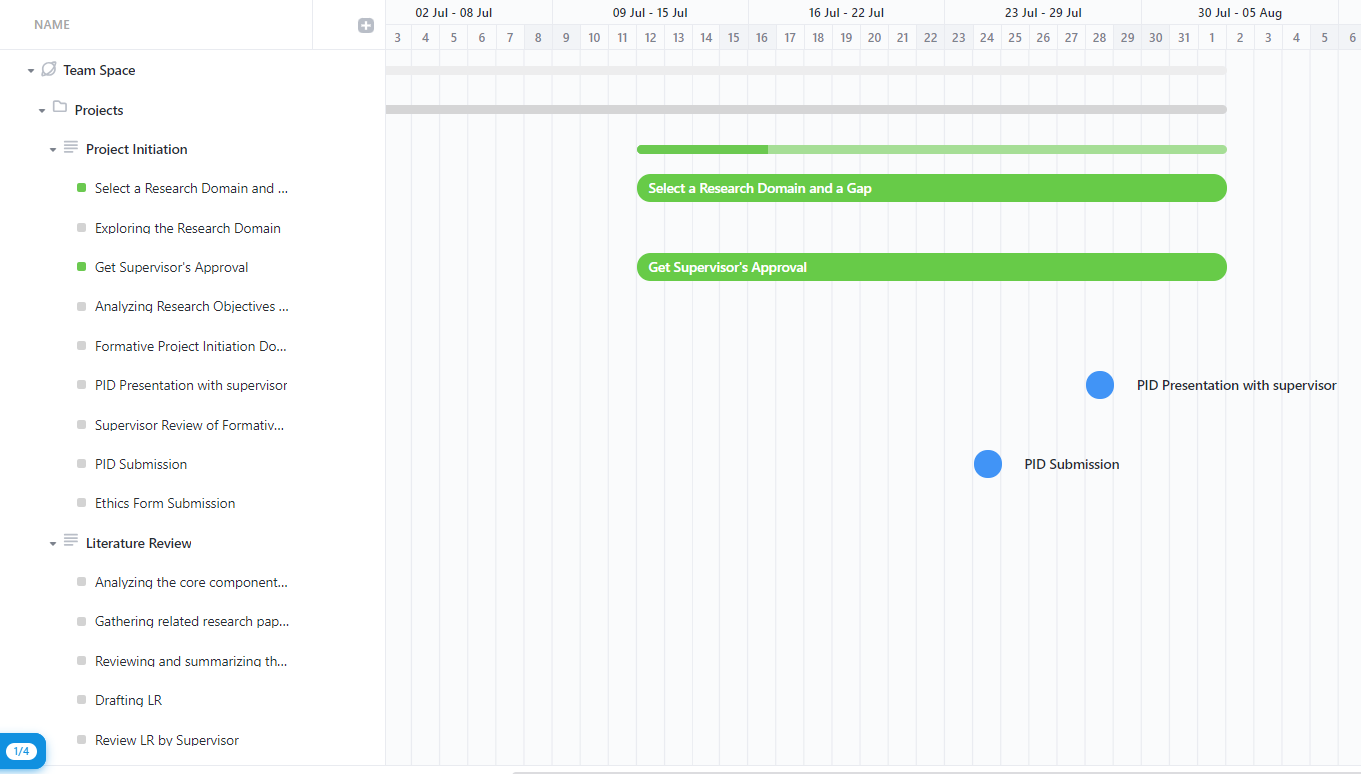 NAME
02 Jul - 08 Jul 09 Jul - 15 Jul 16 Jul - 22 Jul 23 Jul - 29 Jul 30 Jul - 05 Aug
3 4 5 6 7 8 9 10 11 12 13 14 15 16 17 18 19 20 21 22 23 24 25 26 27 28 29 30 31 1 2 3 4 5 6
Team Space
Projects
Project Initiation
Select a Research Domain and ... Select a Research Domain and a Gap
Exploring the Research Domain
Get Supervisor's Approval Get Supervisor's Approval
Analyzing Research Objectives ...
Formative Project Initiation Do...
PID Presentation with supervisor PID Presentation with supervisor
Supervisor Review of Formativ...
PID Submission PID Submission
Ethics Form Submission
Literature Review
Analyzing the core component...
Gathering related research pap...
Reviewing and summarizing th...
Drafting LR
Review LR by Supervisor
1/4